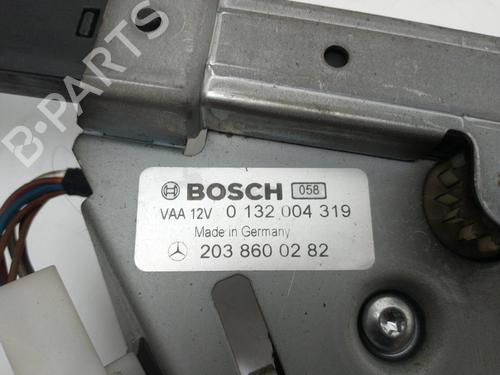 B-PARTS
BOSCH 058
VAA 12V 0 132 004 319
Made in Germany
203 860 02 82